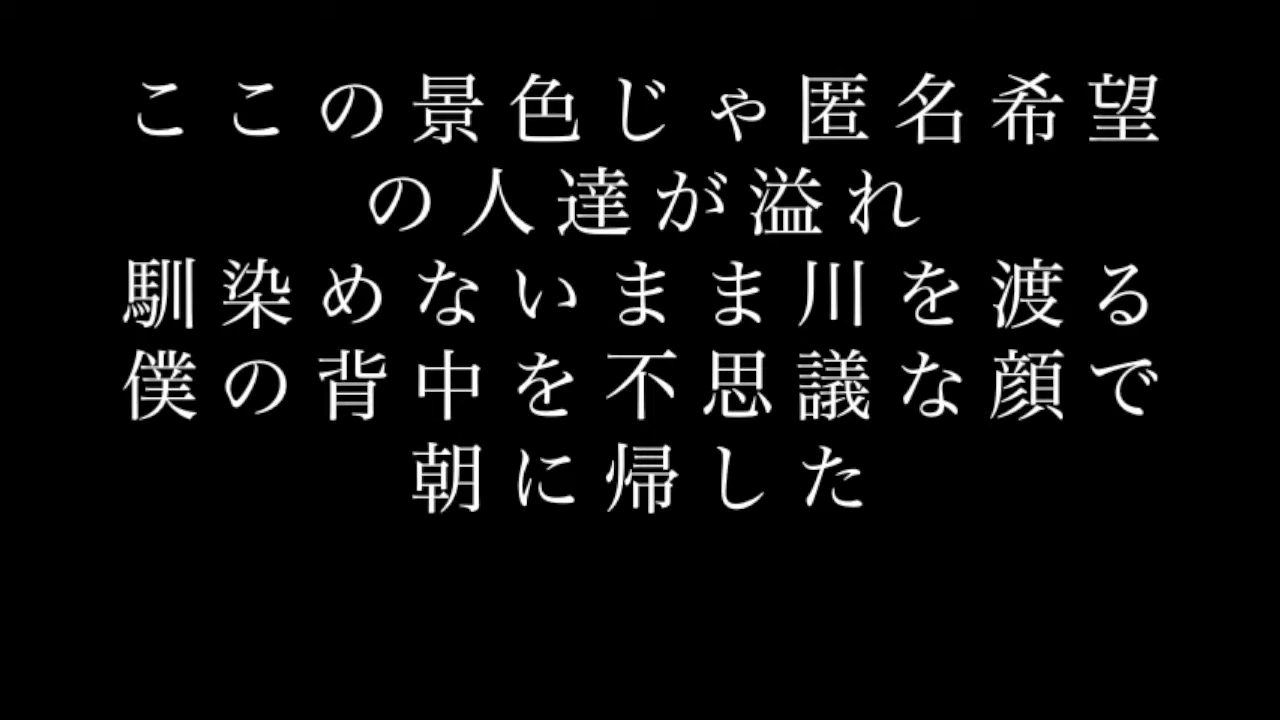 ここの景色じゃ匿名希望
の人達が溢れ
馴染めないまま川を渡る
僕の背中を不思議な顔で
朝に帰した